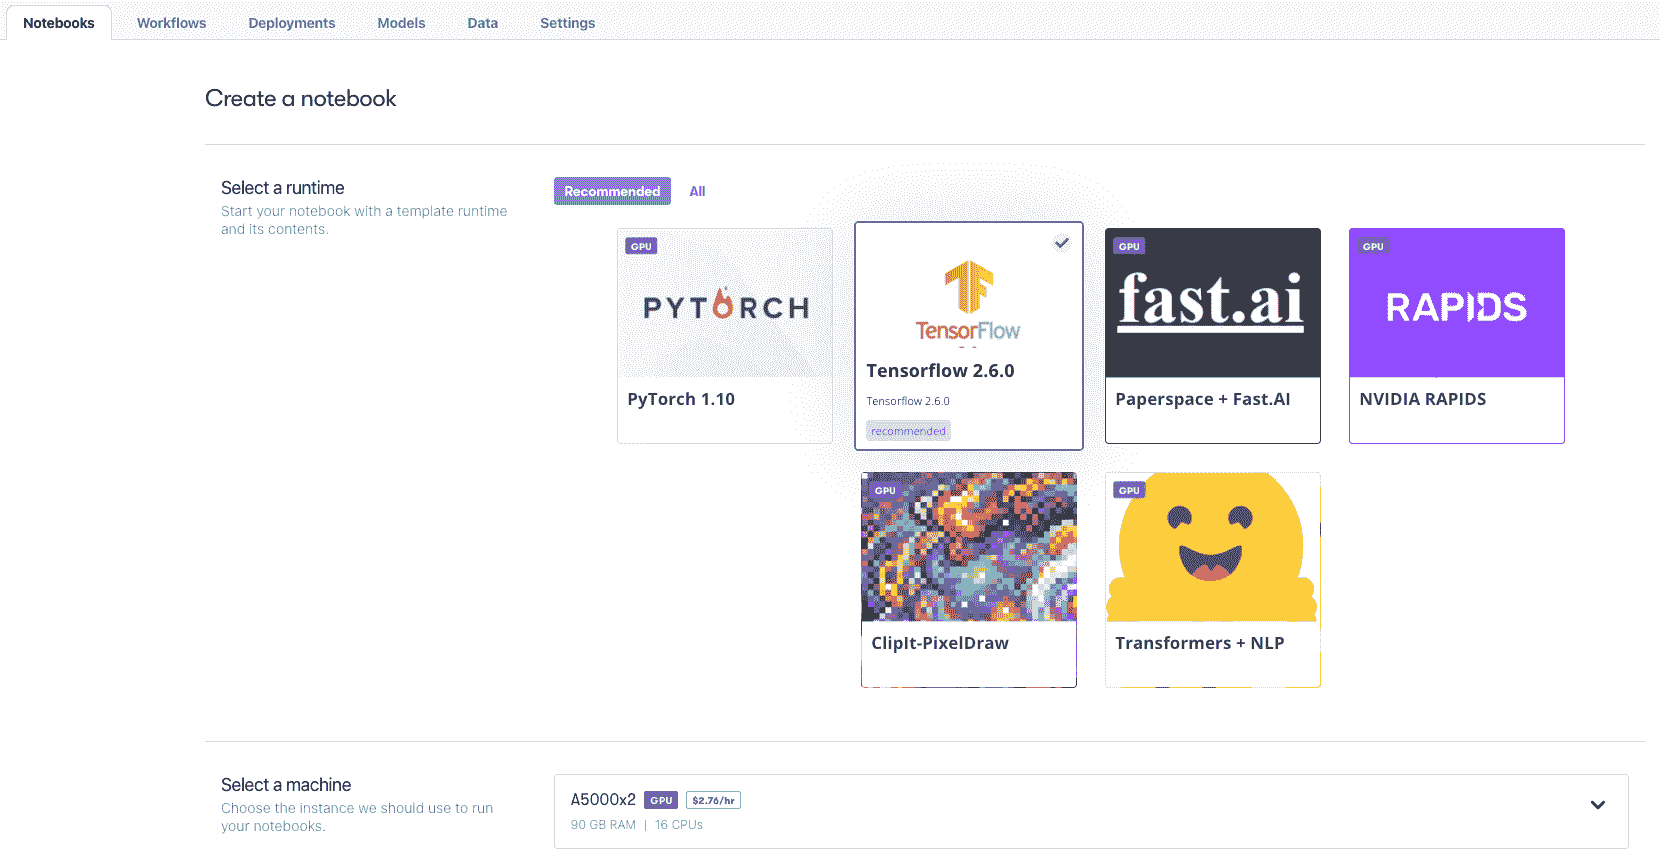 Notebooks Workflows Deployments Models Data Settings
Create a notebook
Select a runtime
Start your notebook with a template runtime
and its contents.
Recommended All
GPU
PYTORCH
PyTorch 1.10
TensorFlow
Tensorflow 2.6.0
Tensorflow 2.6.0
recommended
GPU
fast.ai
Paperspace + Fast.AI
GPU
RAPIDS
NVIDIA RAPIDS
GPU
ClipIt-PixelDraw
GPU
Transformers + NLP
Select a machine
Choose the instance we should use to run
your notebooks.
A5000x2 GPU $2.76/hr
90 GB RAM | 16 CPUs